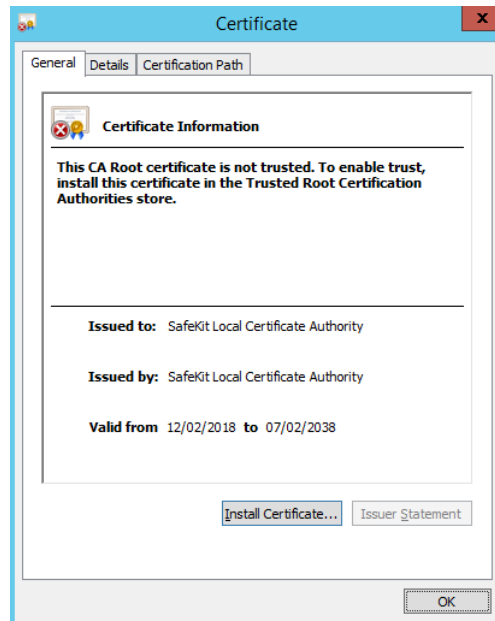 Certificate
x
General Details Certification Path
Certificate Information
This CA Root certificate is not trusted. To enable trust,
install this certificate in the Trusted Root Certification
Authorities store.
Issued to: SafeKit Local Certificate Authority
Issued by: SafeKit Local Certificate Authority
Valid from 12/02/2018 to 07/02/2038
Install Certificate... Issuer Statement
OK